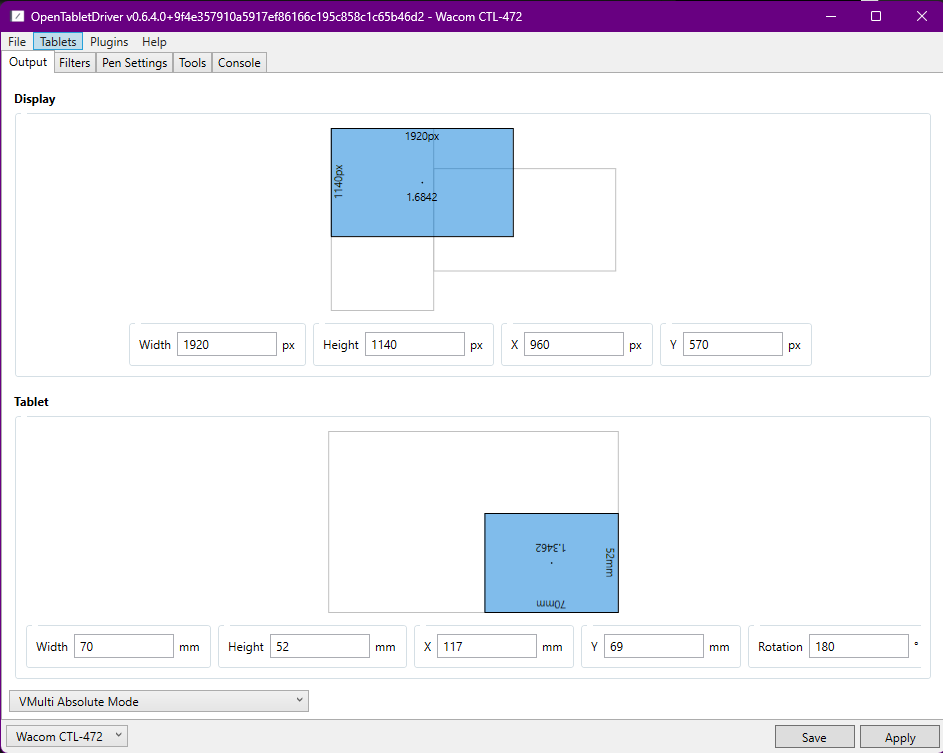 OpenTabletDriver v0.6.4.0+9f4e357910a5917ef86166c195c858c1c65b46d2 - Wacom CTL-472
File Tablets Plugins Help
Output Filters Pen Settings Tools Console
Display
1920px
1140px
1.6842
Width 1920 px Height 1140 px X 960 px Y 570 px
Tablet
1.3462
52mm
70mm
Width 70 mm Height 52 mm X 117 mm Y 69 mm Rotation 180 °
VMulti Absolute Mode
Wacom CTL-472 Save Apply